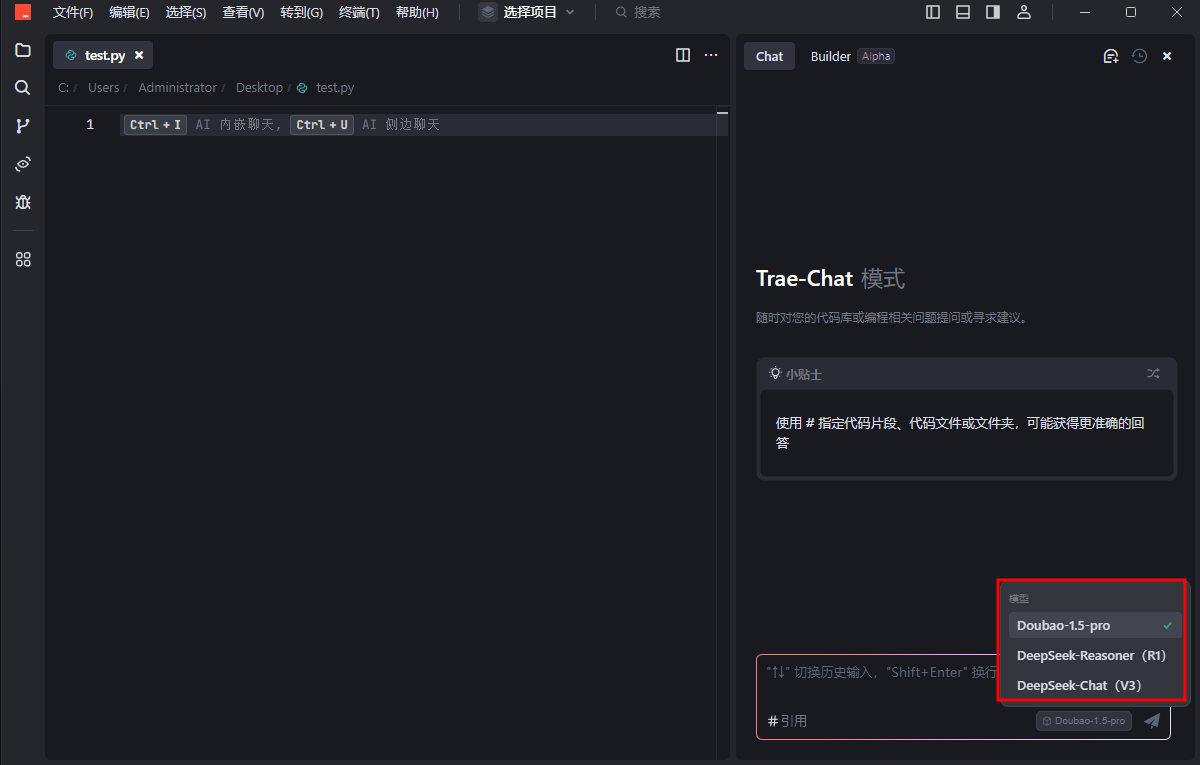 文件(F) 编辑(E) 选择(S) 查看(V) 转到(G) 终端(T) 帮助(H) 选择项目 搜索
test.py
C: / Users / Administrator / Desktop / test.py
1 Ctrl + I AI 内嵌聊天, Ctrl + U AI 侧边聊天
Chat Builder Alpha
Trae-Chat 模式
随时对您的代码库或编程相关问题提问或寻求建议。
小贴士
使用 # 指定代码片段、代码文件或文件夹，可能获得更准确的回
答
模型
Doubao-1.5-pro
DeepSeek-Reasoner（R1）
DeepSeek-Chat（V3）
"↑↓" 切换历史输入，"Shift+Enter" 换行
# 引用 Doubao-1.5-pro